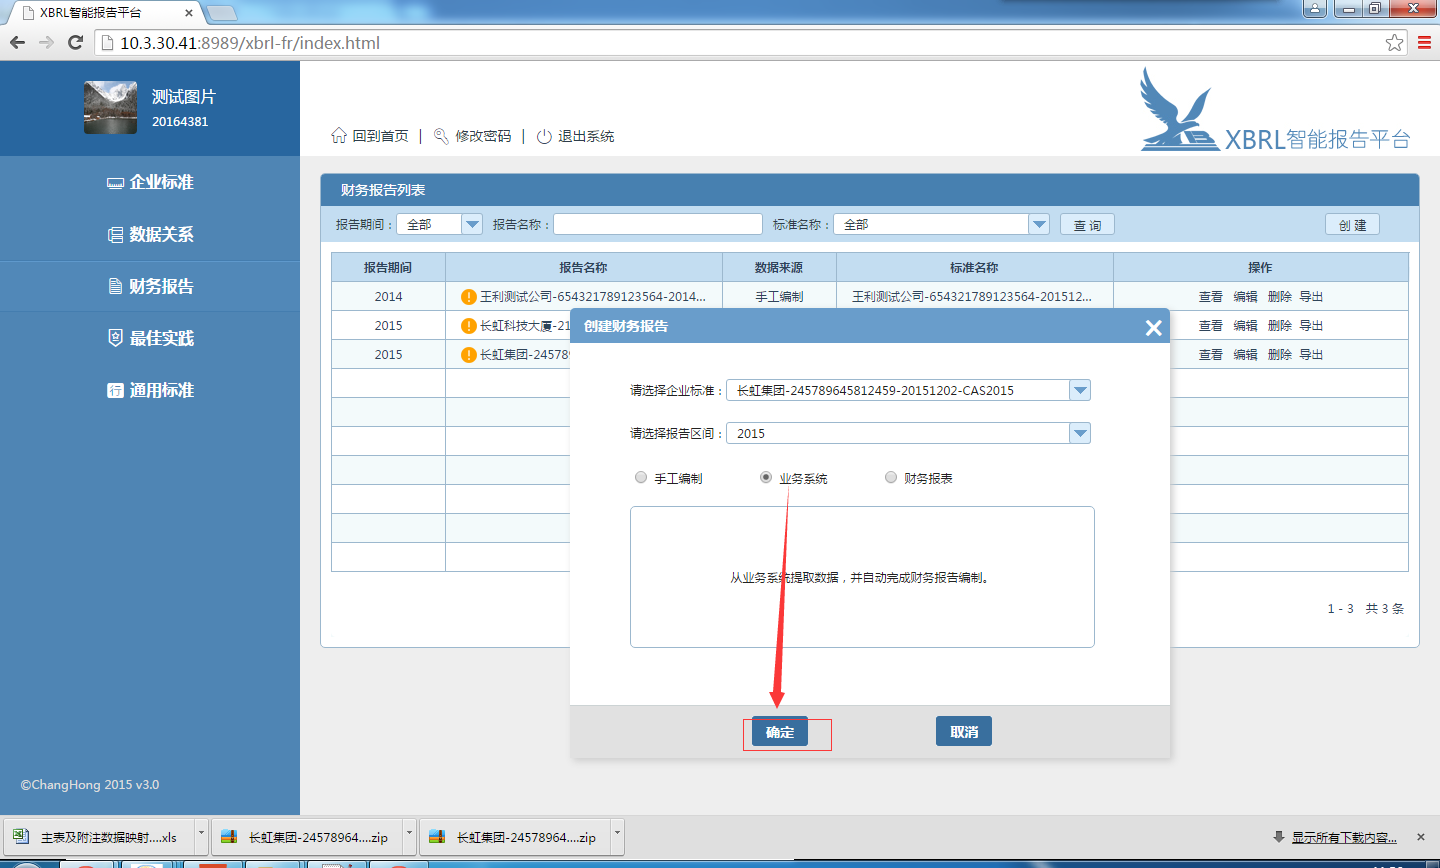 XBRL智能报告平台
10.3.30.41:8989/xbrl-fr/index.html
测试图片
20164381
回到首页 | 修改密码 | 退出系统
XBRL智能报告平台
企业标准
数据关系
财务报告
最佳实践
行 通用标准
©ChangHong 2015 v3.0
财务报告列表
报告期间： 全部 报告名称： 标准名称： 全部 查 询 创 建
报告期间 报告名称 数据来源 标准名称 操作
2014 王利测试公司-654321789123564-2014... 手工编制 王利测试公司-654321789123564-201512... 查看 编辑 删除 导出
2015 长虹科技大厦-21 查看 编辑 删除 导出
2015 长虹集团-24578 查看 编辑 删除 导出
1 - 3 共 3 条
创建财务报告
请选择企业标准： 长虹集团-245789645812459-20151202-CAS2015
请选择报告区间： 2015
手工编制 业务系统 财务报表
从业务系统提取数据，并自动完成财务报告编制。
确定 取消
主表及附注数据映射....xls 长虹集团-24578964....zip 长虹集团-24578964....zip 显示所有下载内容...